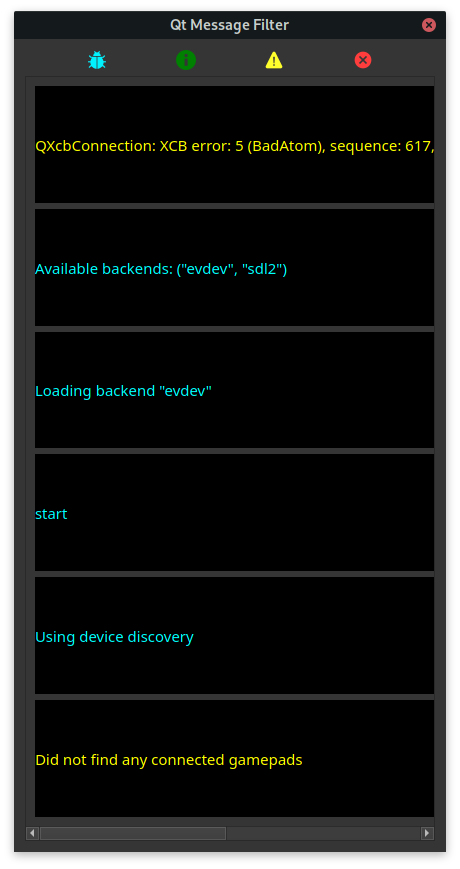 Qt Message Filter
QXcbConnection: XCB error: 5 (BadAtom), sequence: 617,
Available backends: ("evdev", "sdl2")
Loading backend "evdev"
start
Using device discovery
Did not find any connected gamepads